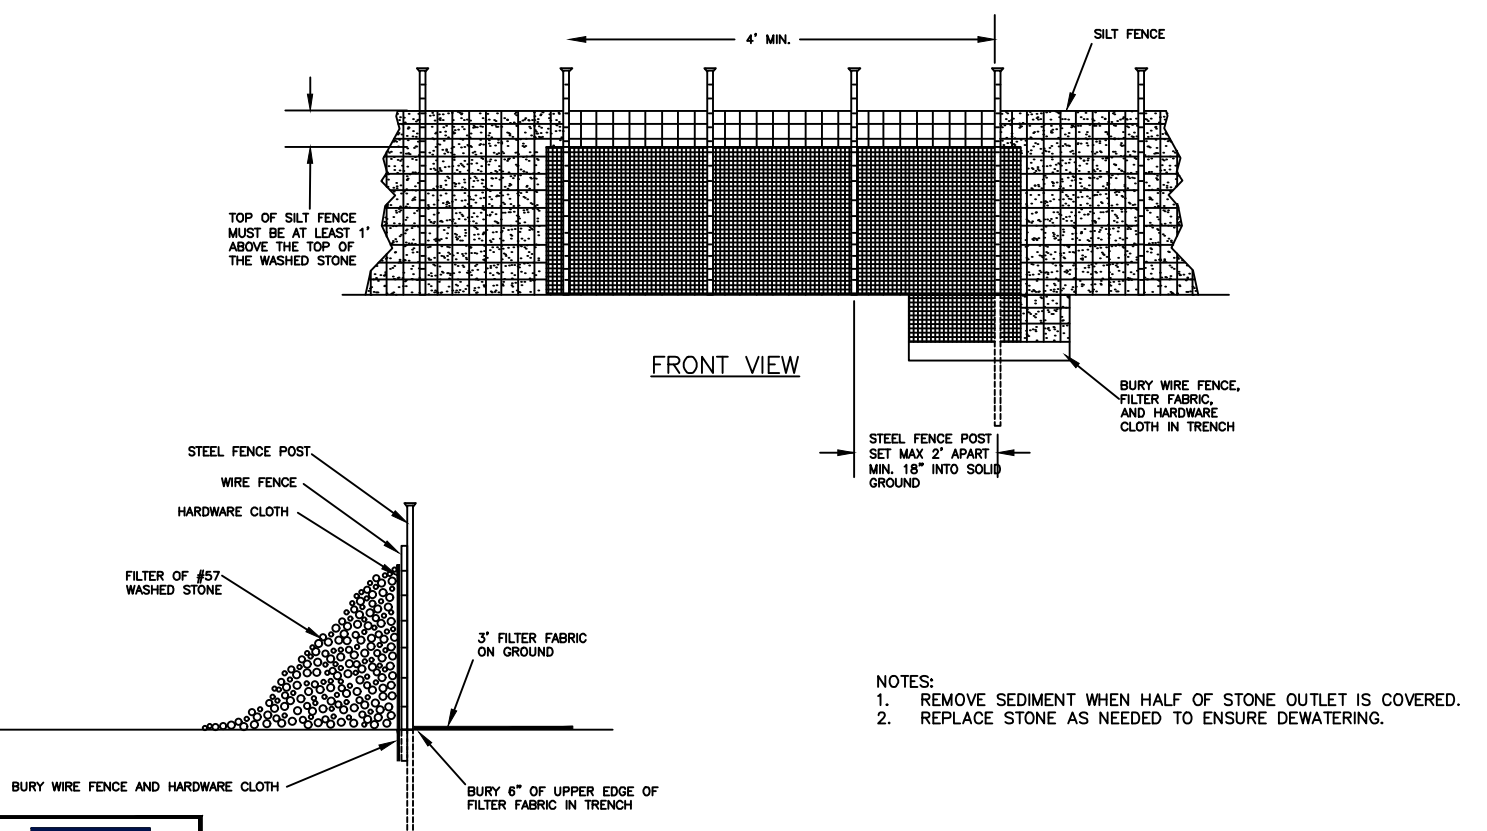 4' MIN.
SILT FENCE
TOP OF SILT FENCE
MUST BE AT LEAST 1'
ABOVE THE TOP OF
THE WASHED STONE
FRONT VIEW
BURY WIRE FENCE,
FILTER FABRIC,
AND HARDWARE
CLOTH IN TRENCH
STEEL FENCE POST
SET MAX 2' APART
MIN. 18" INTO SOLID
GROUND
STEEL FENCE POST
WIRE FENCE
HARDWARE CLOTH
FILTER OF #57
WASHED STONE
3' FILTER FABRIC
ON GROUND
BURY WIRE FENCE AND HARDWARE CLOTH
BURY 6" OF UPPER EDGE OF
FILTER FABRIC IN TRENCH
NOTES:
1. REMOVE SEDIMENT WHEN HALF OF STONE OUTLET IS COVERED.
2. REPLACE STONE AS NEEDED TO ENSURE DEWATERING.